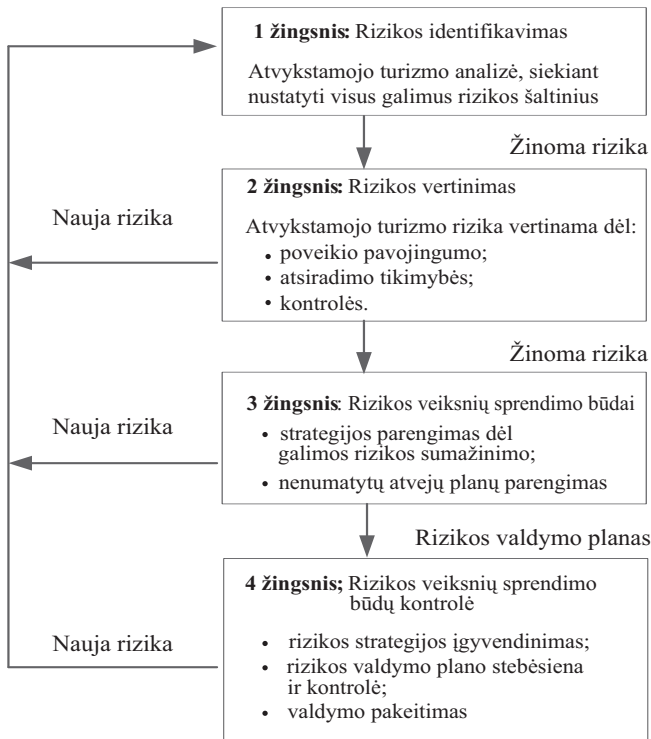 1 žingsnis: Rizikos identifikavimas
Atvykstamojo turizmo analizė, siekiant
nustatyti visus galimus rizikos šaltinius
Žinoma rizika
2 žingsnis: Rizikos vertinimas
Nauja rizika
Atvykstamojo turizmo rizika vertinama dėl:
• poveikio pavojingumo;
• atsiradimo tikimybės;
• kontrolės.
Žinoma rizika
3 žingsnis: Rizikos veiksnių sprendimo būdai
Nauja rizika
• strategijos parengimas dėl
galimos rizikos sumažinimo;
• nenumatytų atvejų planų parengimas
Rizikos valdymo planas
4 žingsnis; Rizikos veiksnių sprendimo
būdų kontrolė
Nauja rizika
• rizikos strategijos įgyvendinimas;
• rizikos valdymo plano stebėsiena
ir kontrolė;
• valdymo pakeitimas